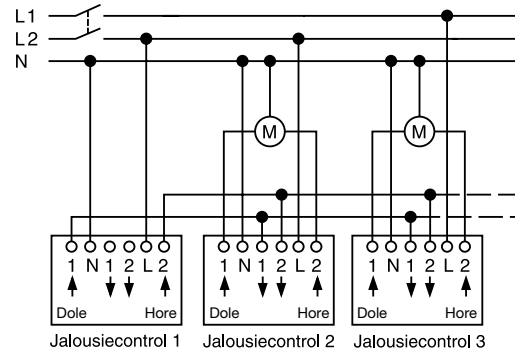 L1
L2
N
M M
1 N 1 2 L 2 1 N 1 2 L 2 1 N 1 2 L 2
Dole Hore Dole Hore Dole Hore
Jalousiecontrol 1 Jalousiecontrol 2 Jalousiecontrol 3